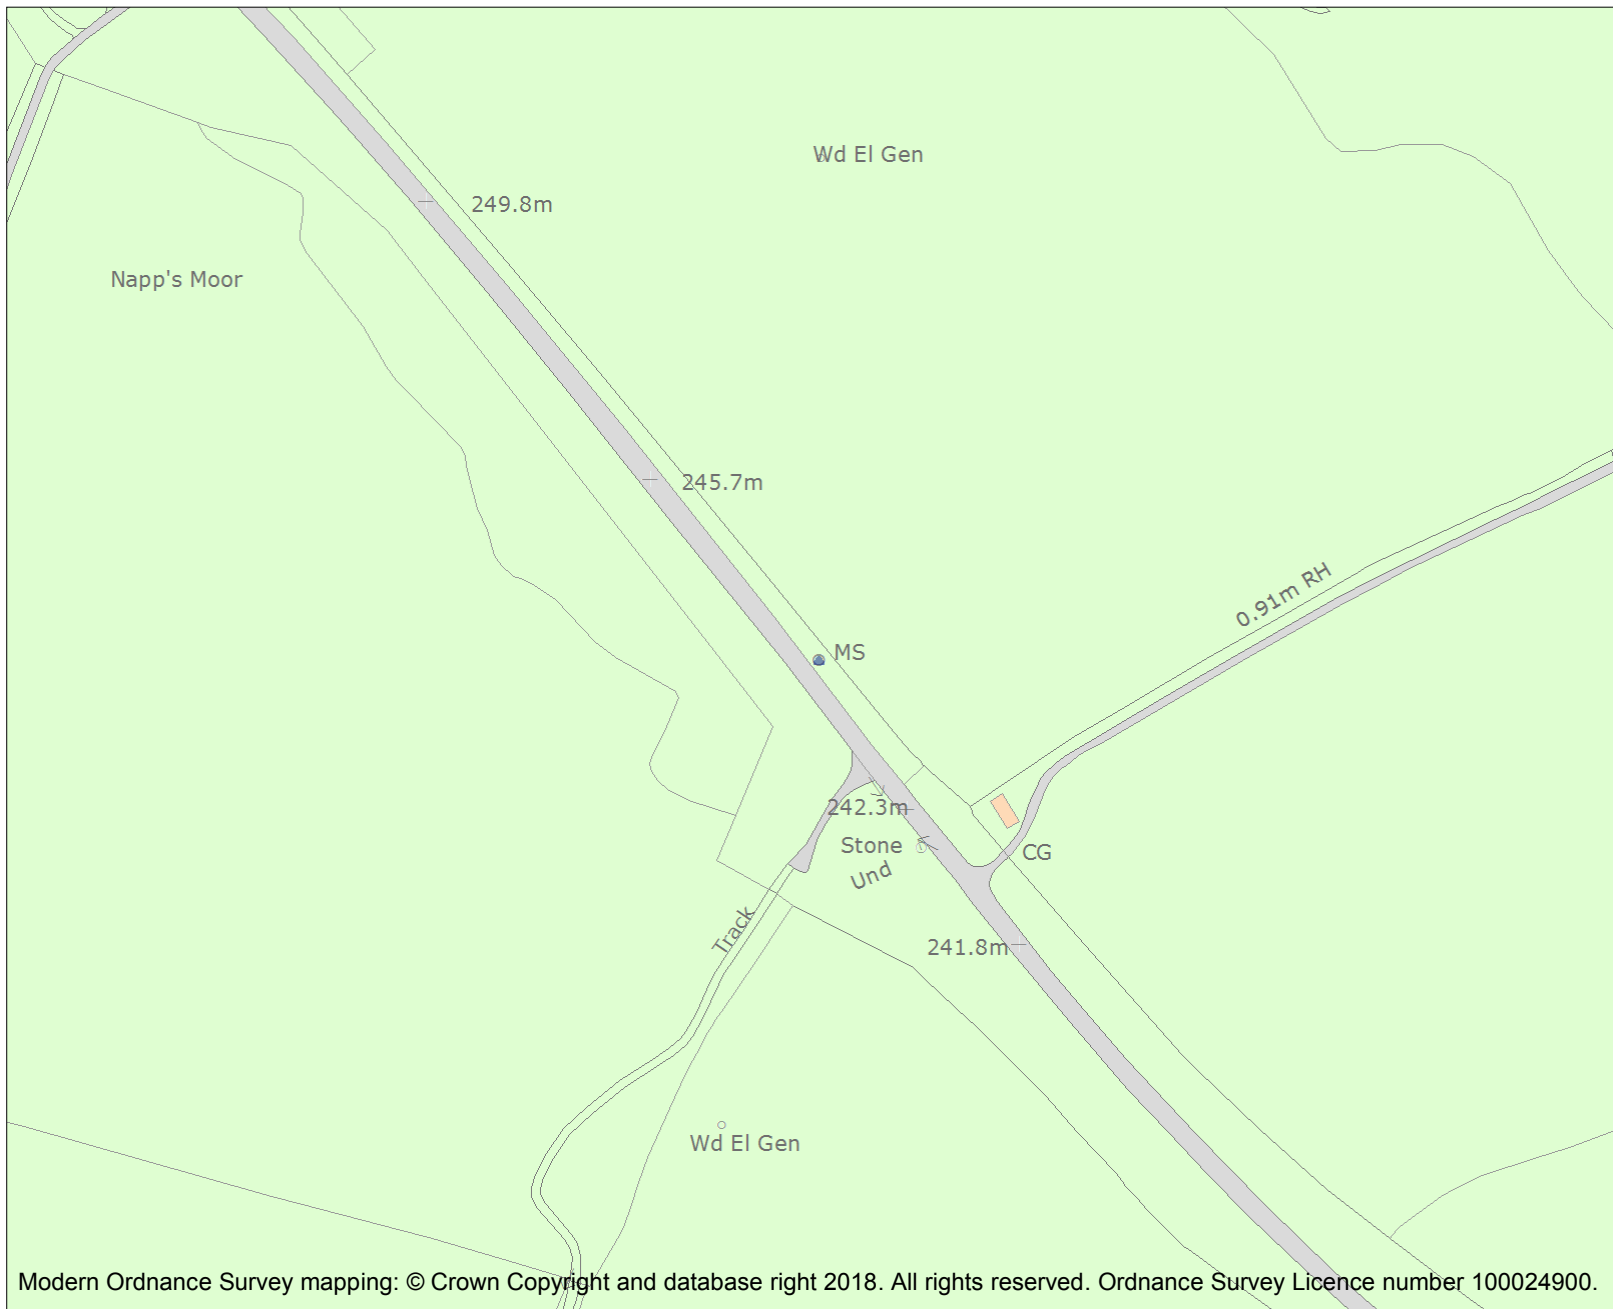 Wd El Gen
249.8m
Napp's Moor
245.7m
0.91m RH
MS
242.3m
Stone
CG
Und
Track
241.8m
Wd El Gen
Modern Ordnance Survey mapping: © Crown Copyright and database right 2018. All rights reserved. Ordnance Survey Licence number 100024900.